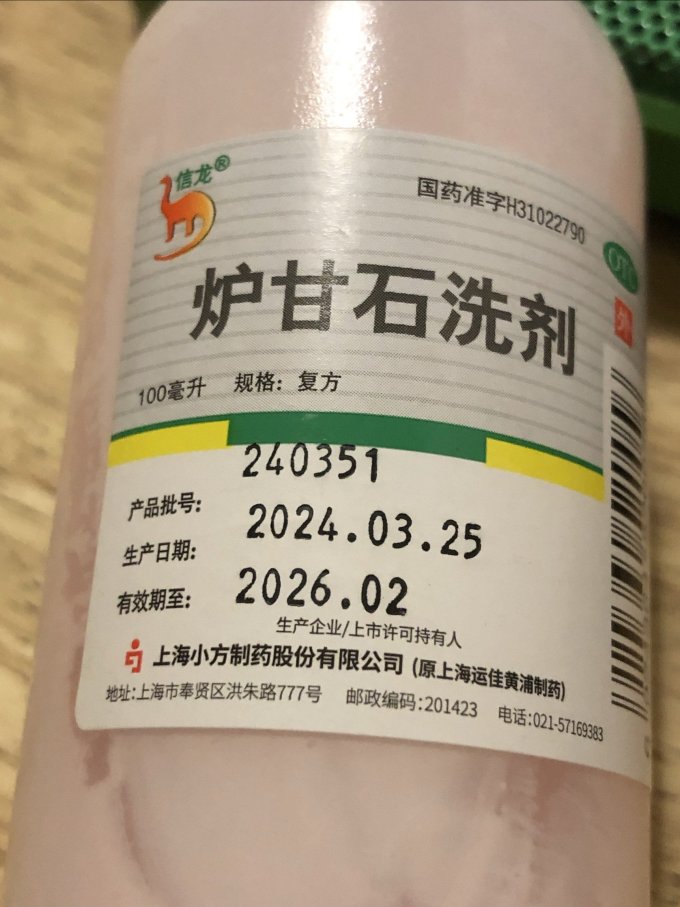 信龙®
国药准字H31022790
OTC
外
炉甘石洗剂
100毫升 规格：复方
240351
产品批号：
2024.03.25
生产日期：
2026.02
有效期至：
生产企业/上市许可持有人
上海小方制药股份有限公司 (原上海运佳黄浦制药)
地址：上海市奉贤区洪朱路777号 邮政编码：201423 电话：021-57169383